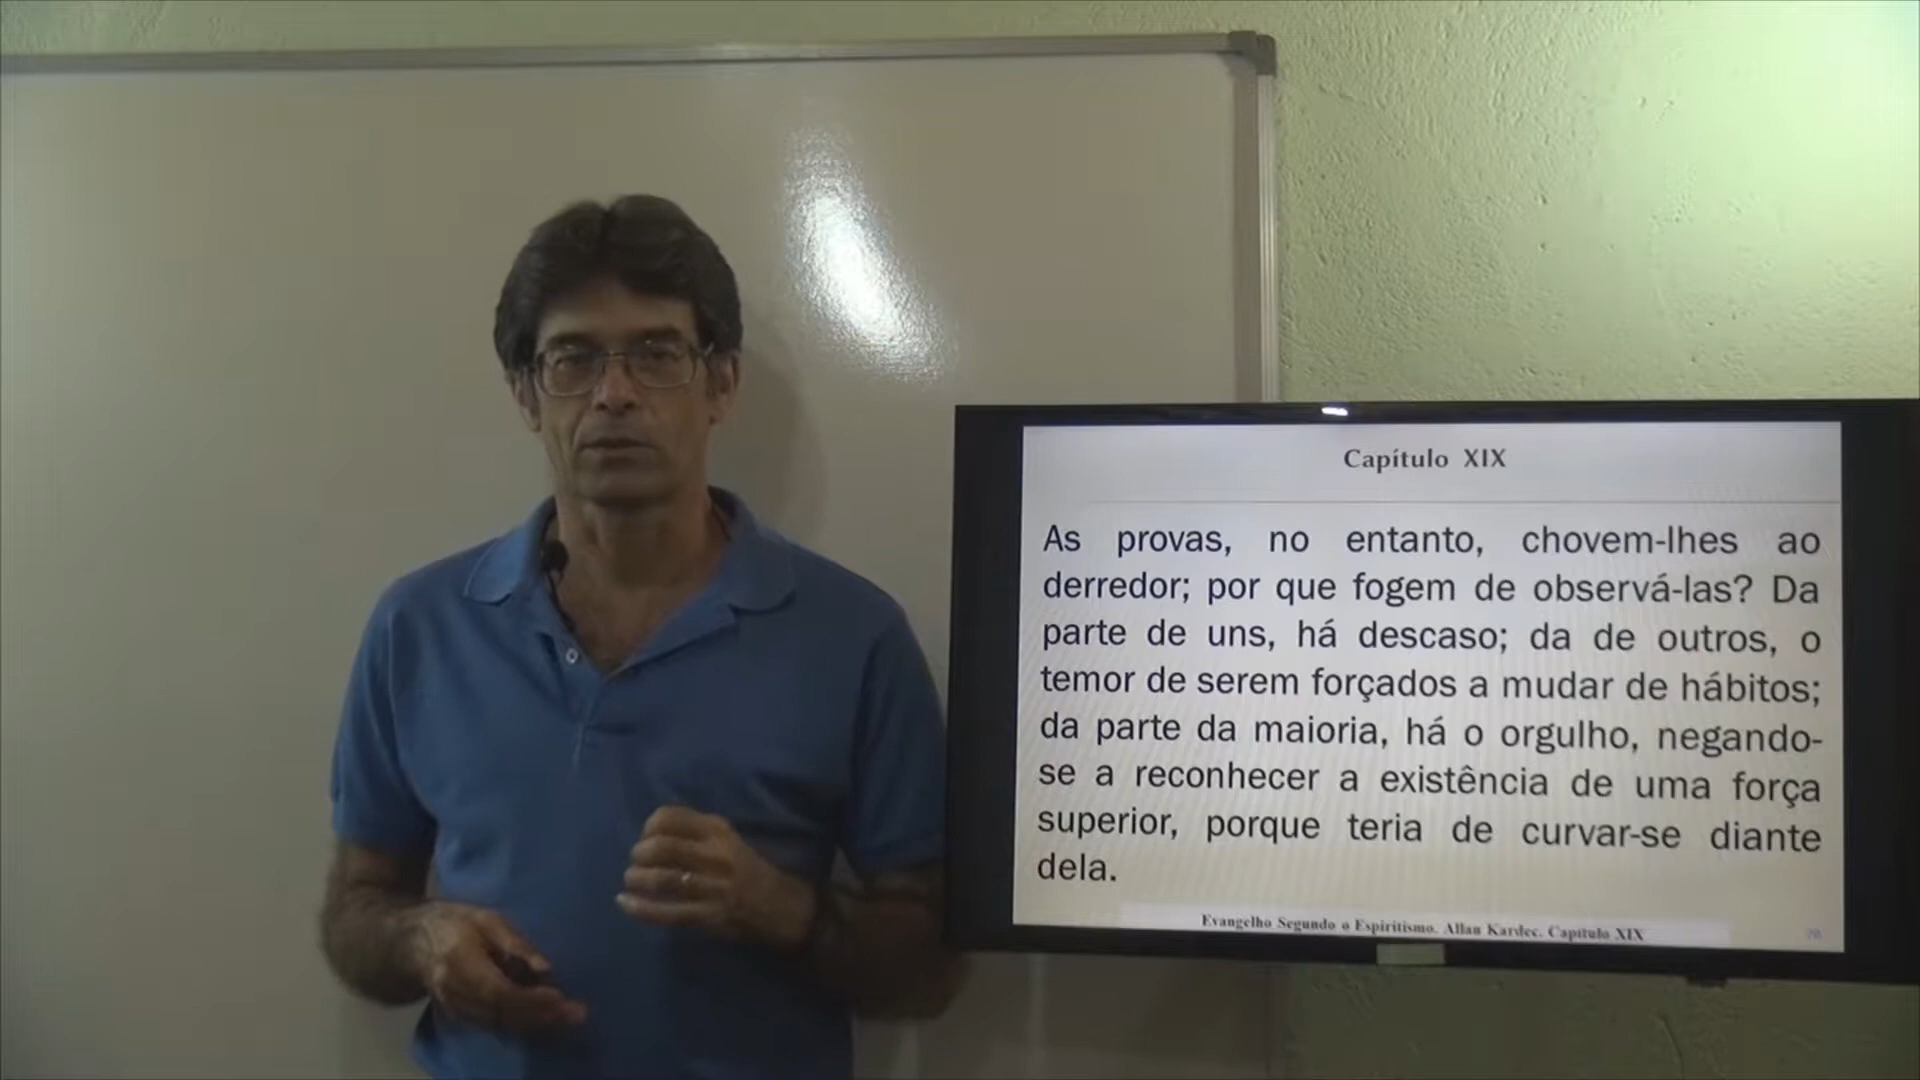 Capítulo XIX
As provas, no entanto, chovem-lhes ao
derredor; por que fogem de observá-las? Da
parte de uns, há descaso; da de outros, o
temor de serem forçados a mudar de hábitos;
da parte da maioria, há o orgulho, negando-
se a reconhecer a existência de uma força
superior, porque teria de curvar-se diante
dela.
Evangelho Segundo o Espiritismo. Allan Kardec. Capítulo XIX